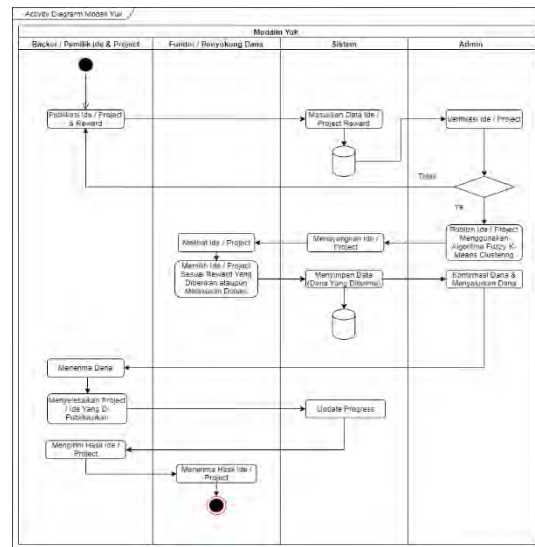 Activity Diagram Modali Yuk
Modalin Yuk
Backer / Pemilik Ide & Project
Fundri / Penyokong Dana
Sistem
Admin
Publikasi Ide / Project
& Reward
Masukkan Data Ide /
Project Reward
Verifikasi Ide / Project
Tidak
Ya
Publish Ide / Project
Menggunakan
Algoritma Fuzzy K-
Means Clustering
Menayangkan Ide /
Project
Melihat Ide / Project
Memilih Ide / Project
Sesuai Reward Yang
Diberikan ataupun
Melakukan Donasi
Menyimpan Data
(Dana Yang Diterima)
Konfirmasi Dana &
Menyalurkan Dana
Menerima Dana
Menyelesaikan Project
/ Ide Yang Di
Publikasikan
Update Progress
Mengirim Hasil Ide /
Project
Menerima Hasil Ide /
Project